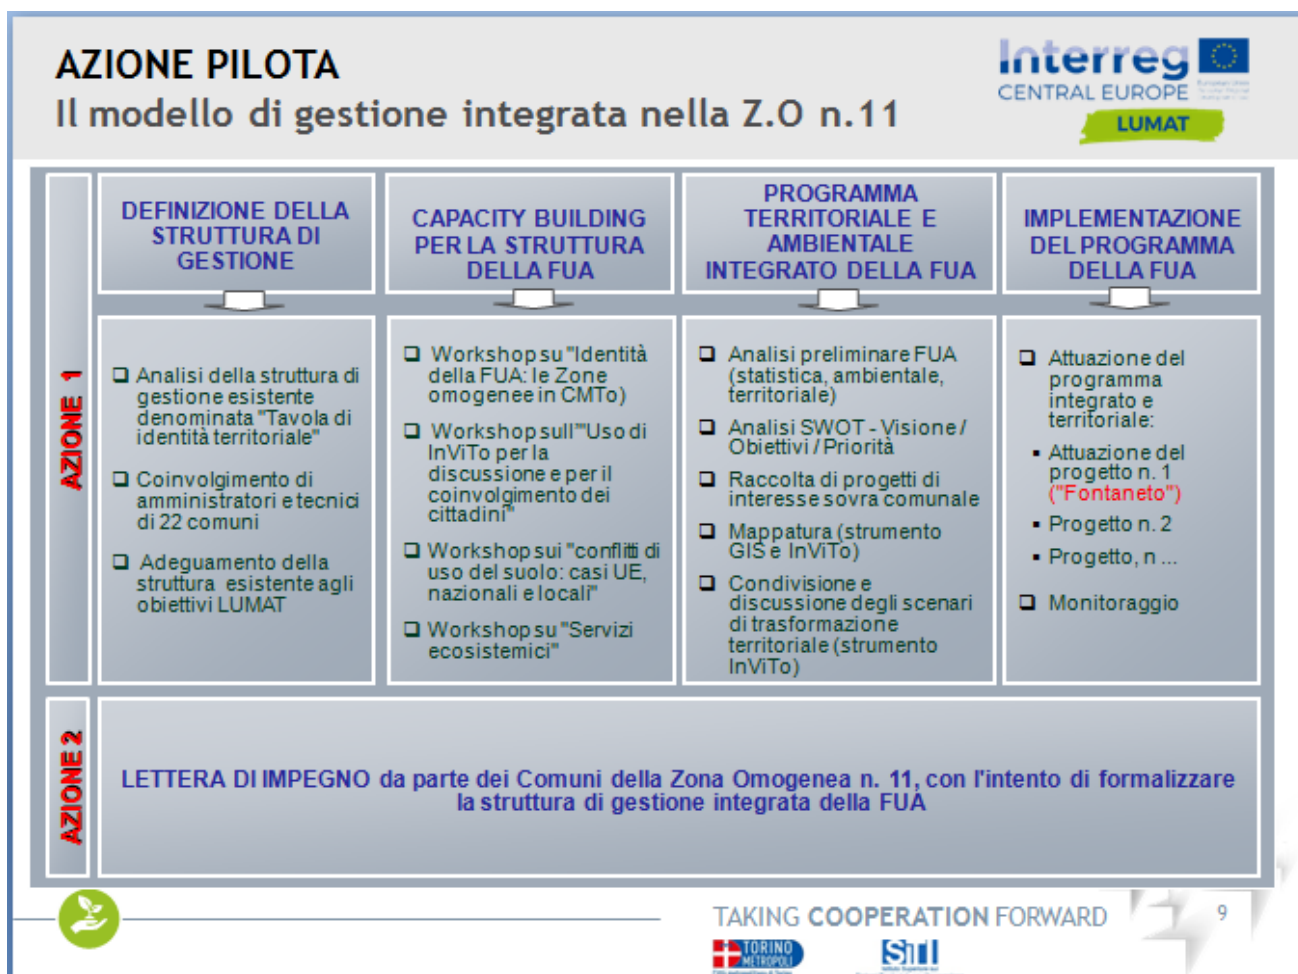 AZIONE PILOTA
Il modello di gestione integrata nella Z.O n.11
Interreg
CENTRAL EUROPE
LUMAT
AZIONE 1
DEFINIZIONE DELLA
STRUTTURA DI
GESTIONE
Analisi della struttura di
gestione esistente
denominata "Tavola di
identità territoriale"
Coinvolgimento di
amministratori e tecnici
di 22 comuni
Adeguamento della
struttura esistente agli
obiettivi LUMAT
CAPACITY BUILDING
PER LA STRUTTURA
DELLA FUA
Workshop su "Identità
della FUA: le Zone
omogenee in CMTo)
Workshop sull'"Uso di
InViTo per la
discussione e per il
coinvolgimento dei
cittadini"
Workshop sui "conflitti di
uso del suolo: casi UE,
nazionali e locali"
Workshop su "Servizi
ecosistemici"
PROGRAMMA
TERRITORIALE E
AMBIENTALE
INTEGRATO DELLA FUA
Analisi preliminare FUA
(statistica, ambientale,
territoriale)
Analisi SWOT - Visione /
Obiettivi / Priorità
Raccolta di progetti di
interesse sovra comunale
Mappatura (strumento
GIS e InViTo)
Condivisione e
discussione degli scenari
di trasformazione
territoriale (strumento
InViTo)
IMPLEMENTAZIONE
DEL PROGRAMMA
DELLA FUA
Attuazione del
programma
integrato e
territoriale:
Attuazione del
progetto n. 1
("Fontaneto")
Progetto n. 2
Progetto, n ...
Monitoraggio
AZIONE 2
LETTERA DI IMPEGNO da parte dei Comuni della Zona Omogenea n. 11, con l'intento di formalizzare
la struttura di gestione integrata della FUA
TAKING COOPERATION FORWARD
9
TORINO
METROPOLI
SiTI